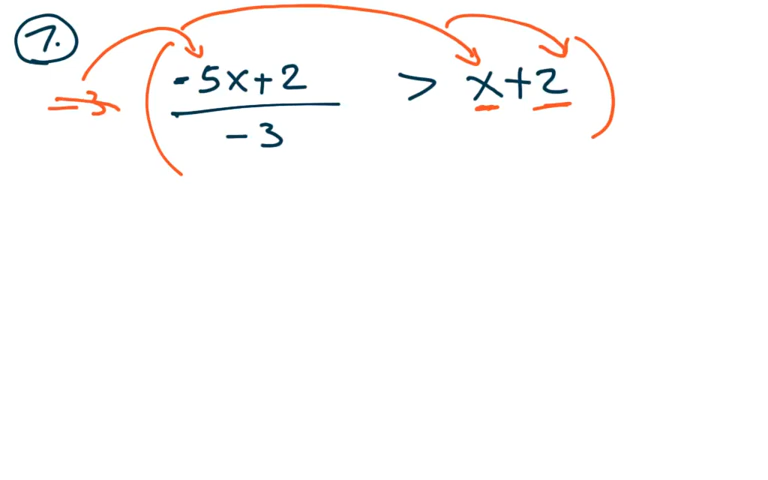 7.
-3 ( -5x+2 / -3 > x+2 )